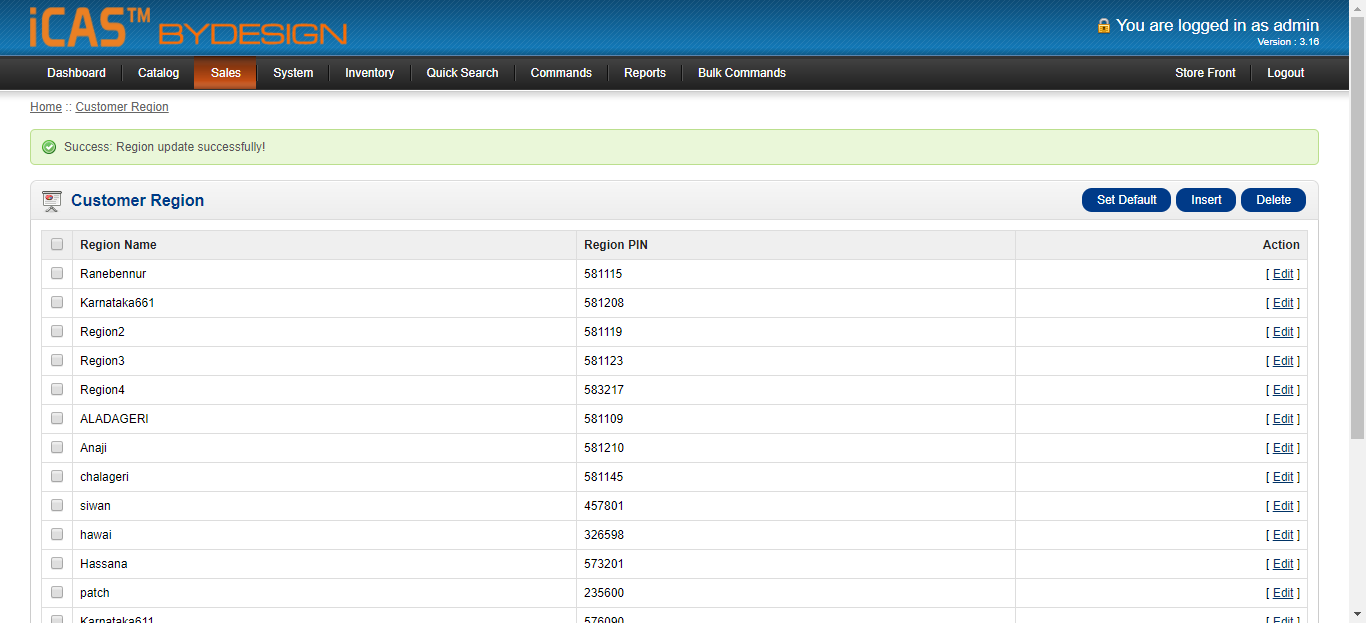 iCAS™ BYDESIGN
You are logged in as admin
Version : 3.16
Dashboard Catalog Sales System Inventory Quick Search Commands Reports Bulk Commands Store Front Logout
Home :: Customer Region
Success: Region update successfully!
Customer Region Set Default Insert Delete
Region Name Region PIN Action
Ranebennur 581115 [ Edit ]
Karnataka661 581208 [ Edit ]
Region2 581119 [ Edit ]
Region3 581123 [ Edit ]
Region4 583217 [ Edit ]
ALADAGERI 581109 [ Edit ]
Anaji 581210 [ Edit ]
chalageri 581145 [ Edit ]
siwan 457801 [ Edit ]
hawai 326598 [ Edit ]
Hassana 573201 [ Edit ]
patch 235600 [ Edit ]
Karnataka611 576090 [ Edit ]